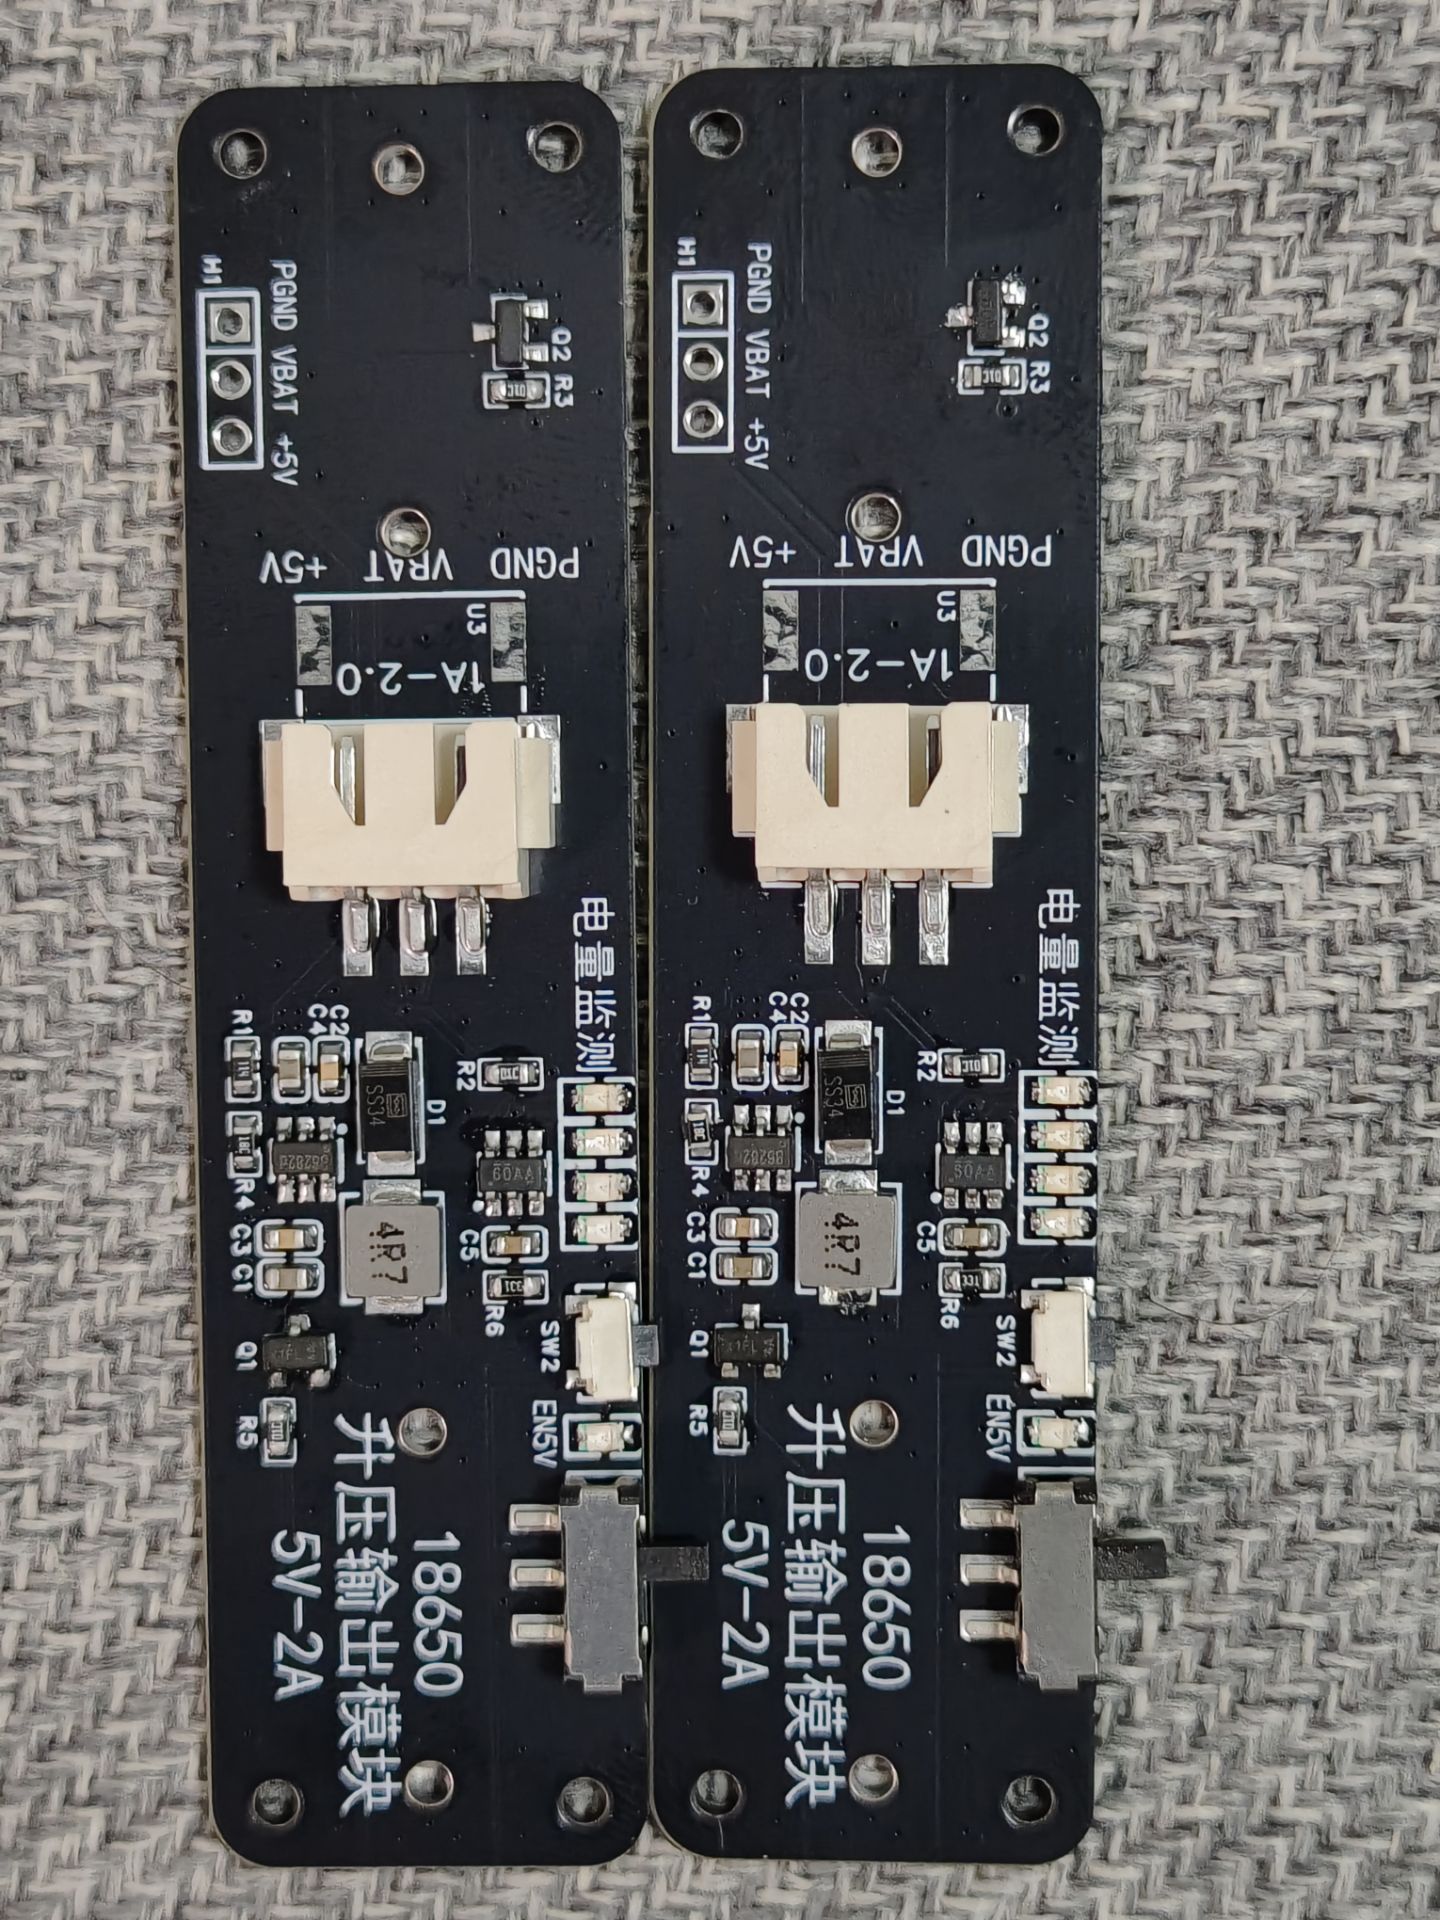 H1
PGND VBAT +5V
Q2 R3
+5V VBAT PGND
U3
1A-2.0
电量监测
R1
C4 C2
SS34
D1
R2
R4
C3
C1
4R7
C5
R6
SW2
Q1
R5
EN5V
18650
升压输出模块
5V-2A
H1
PGND VBAT +5V
Q2 R3
+5V VBAT PGND
U3
1A-2.0
电量监测
R1
C4 C2
SS34
D1
R2
R4
C3
C1
4R7
C5
R6
SW2
Q1
R5
EN5V
18650
升压输出模块
5V-2A